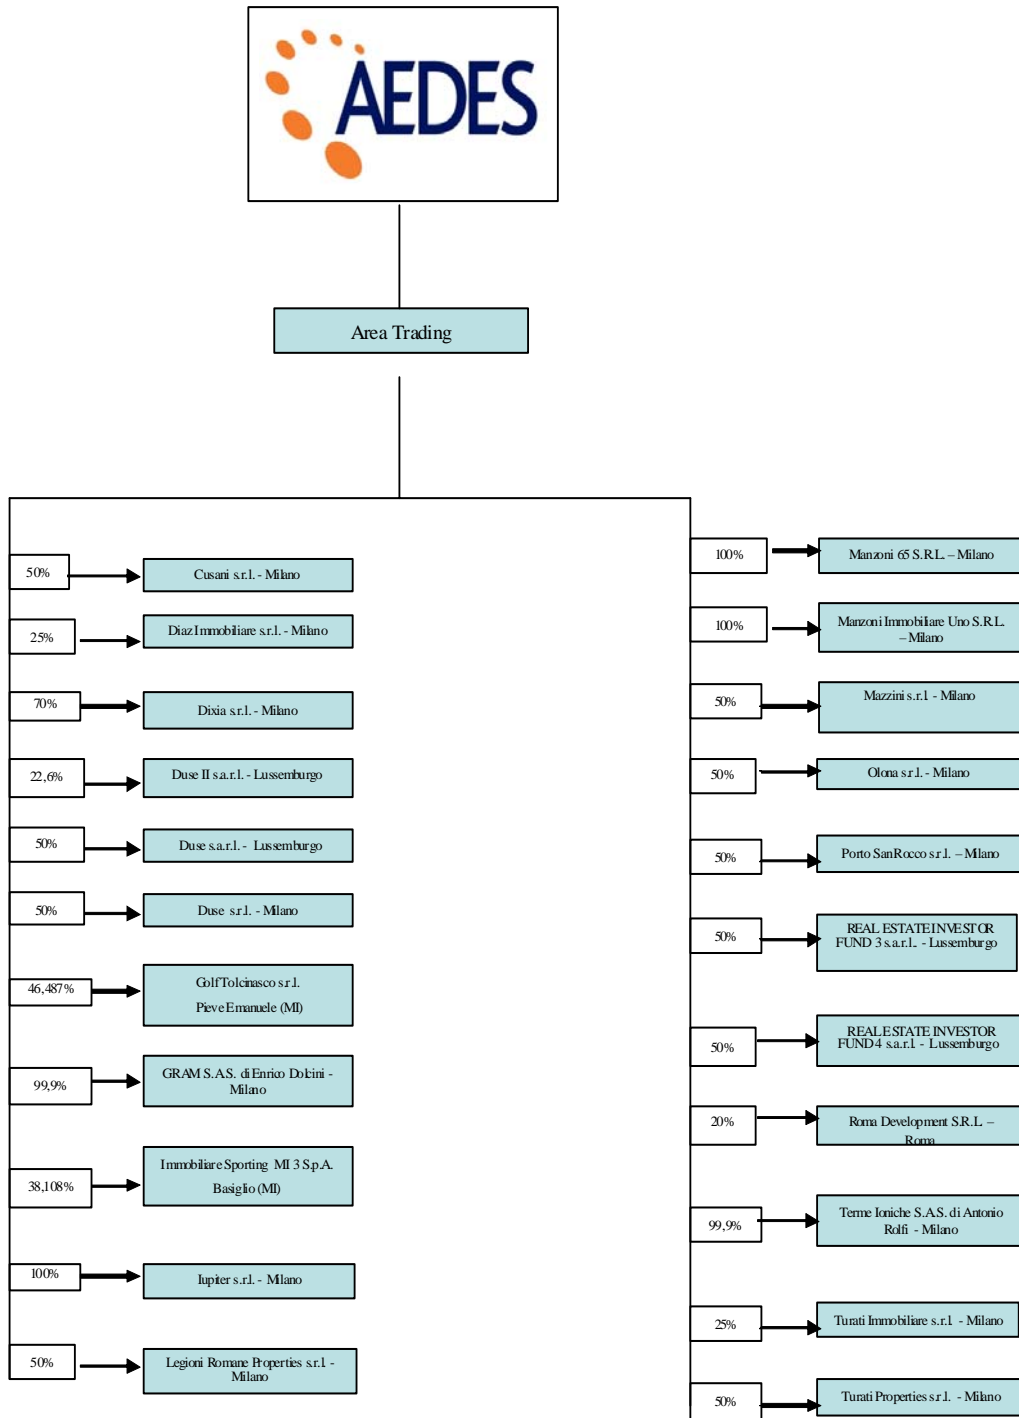 AEDES
Area Trading
50%
Cusani s.r.l. - Milano
25%
Diaz Immobiliare s.r.l. - Milano
70%
Dixia s.r.l. - Milano
22,6%
Duse II s.a.r.l. - Lussemburgo
50%
Duse s.a.r.l. - Lussemburgo
50%
Duse s.r.l. - Milano
46,487%
Golf Tolcinasco s.r.l.
Pieve Emanuele (MI)
99,9%
GRAM S.A.S. di Enrico Dolcini -
Milano
38,108%
Immobiliare Sporting MI 3 S.p.A.
Basiglio (MI)
100%
Iupiter s.r.l. - Milano
50%
Legioni Romane Properties s.r.l. -
Milano
100%
Manzoni 65 S.R.L. – Milano
100%
Manzoni Immobiliare Uno S.R.L.
– Milano
50%
Mazzini s.r.l. - Milano
50%
Olona s.r.l. - Milano
50%
Porto San Rocco s.r.l. – Milano
50%
REAL ESTATE INVESTOR
FUND 3 s.a.r.l. - Lussemburgo
50%
REAL ESTATE INVESTOR
FUND 4 s.a.r.l. - Lussemburgo
20%
Roma Development S.R.L. –
Roma
99,9%
Terme Ioniche S.A.S. di Antonio
Rolfi - Milano
25%
Turati Immobiliare s.r.l. - Milano
50%
Turati Properties s.r.l. - Milano